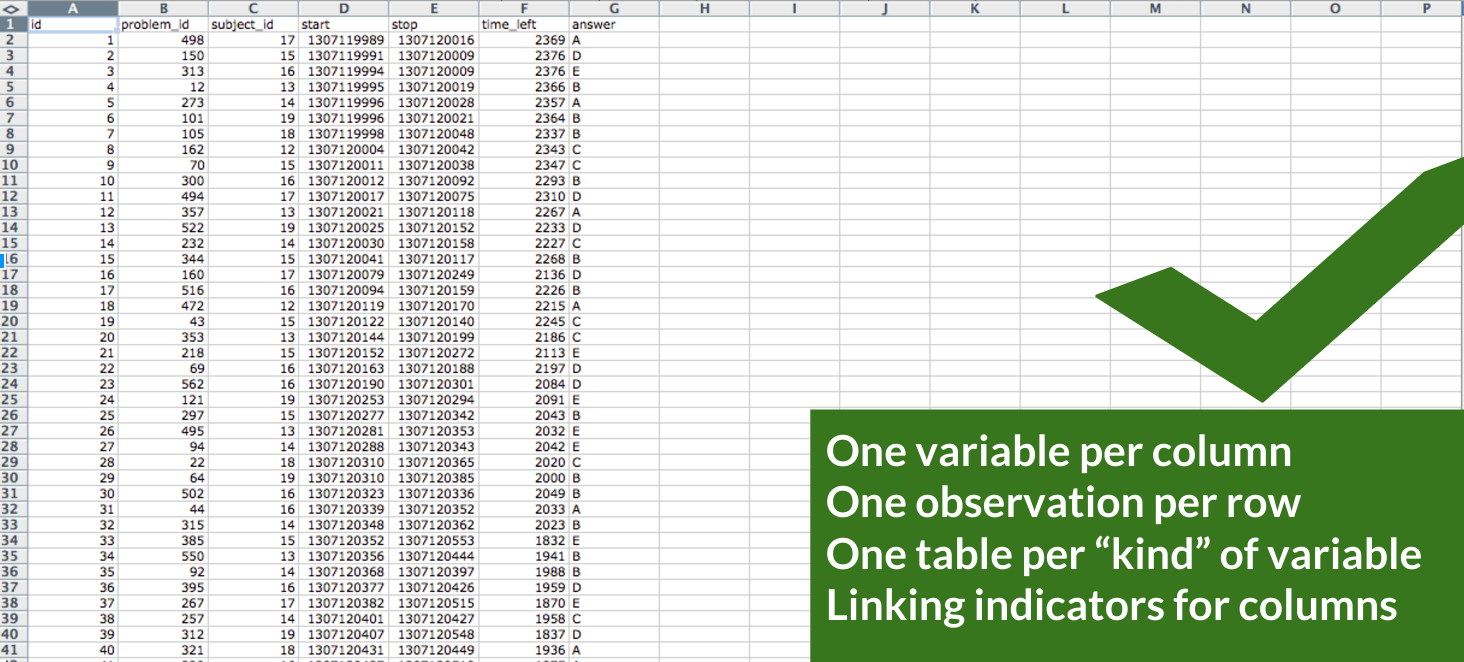 A B C D E F G H I J K L M N O P
1 id problem_id subject_id start stop time_left answer
2 1 498 17 1307119989 1307120016 2369 A
3 2 150 15 1307119991 1307120009 2376 D
4 3 313 16 1307119994 1307120009 2376 E
5 4 12 13 1307119995 1307120019 2366 B
6 5 273 14 1307119996 1307120028 2357 A
7 6 101 19 1307119996 1307120021 2364 B
8 7 105 18 1307119998 1307120048 2337 B
9 8 162 12 1307120004 1307120042 2343 C
10 9 70 15 1307120011 1307120038 2347 C
11 10 300 16 1307120012 1307120092 2293 B
12 11 494 17 1307120017 1307120075 2310 D
13 12 357 13 1307120021 1307120118 2267 A
14 13 522 19 1307120025 1307120152 2233 D
15 14 232 14 1307120030 1307120158 2227 C
16 15 344 15 1307120041 1307120117 2268 B
17 16 160 17 1307120079 1307120249 2136 D
18 17 516 16 1307120094 1307120159 2226 B
19 18 472 12 1307120119 1307120170 2215 A
20 19 43 15 1307120122 1307120140 2245 C
21 20 353 13 1307120144 1307120199 2186 C
22 21 218 15 1307120152 1307120272 2113 E
23 22 69 16 1307120163 1307120188 2197 D
24 23 562 16 1307120190 1307120301 2084 D
25 24 121 19 1307120253 1307120294 2091 E
26 25 297 15 1307120277 1307120342 2043 B
27 26 495 13 1307120281 1307120353 2032 E
28 27 94 14 1307120288 1307120343 2042 E
29 28 22 18 1307120310 1307120365 2020 C
30 29 64 19 1307120310 1307120385 2000 B
31 30 502 16 1307120323 1307120336 2049 B
32 31 44 16 1307120339 1307120352 2033 A
33 32 315 14 1307120348 1307120362 2023 B
34 33 385 15 1307120352 1307120553 1832 E
35 34 550 13 1307120356 1307120444 1941 B
36 35 92 14 1307120368 1307120397 1988 B
37 36 395 16 1307120377 1307120426 1959 D
38 37 267 17 1307120382 1307120515 1870 E
39 38 257 14 1307120401 1307120427 1958 C
40 39 312 19 1307120407 1307120548 1837 D
41 40 321 18 1307120431 1307120449 1936 A
One variable per column
One observation per row
One table per “kind” of variable
Linking indicators for columns